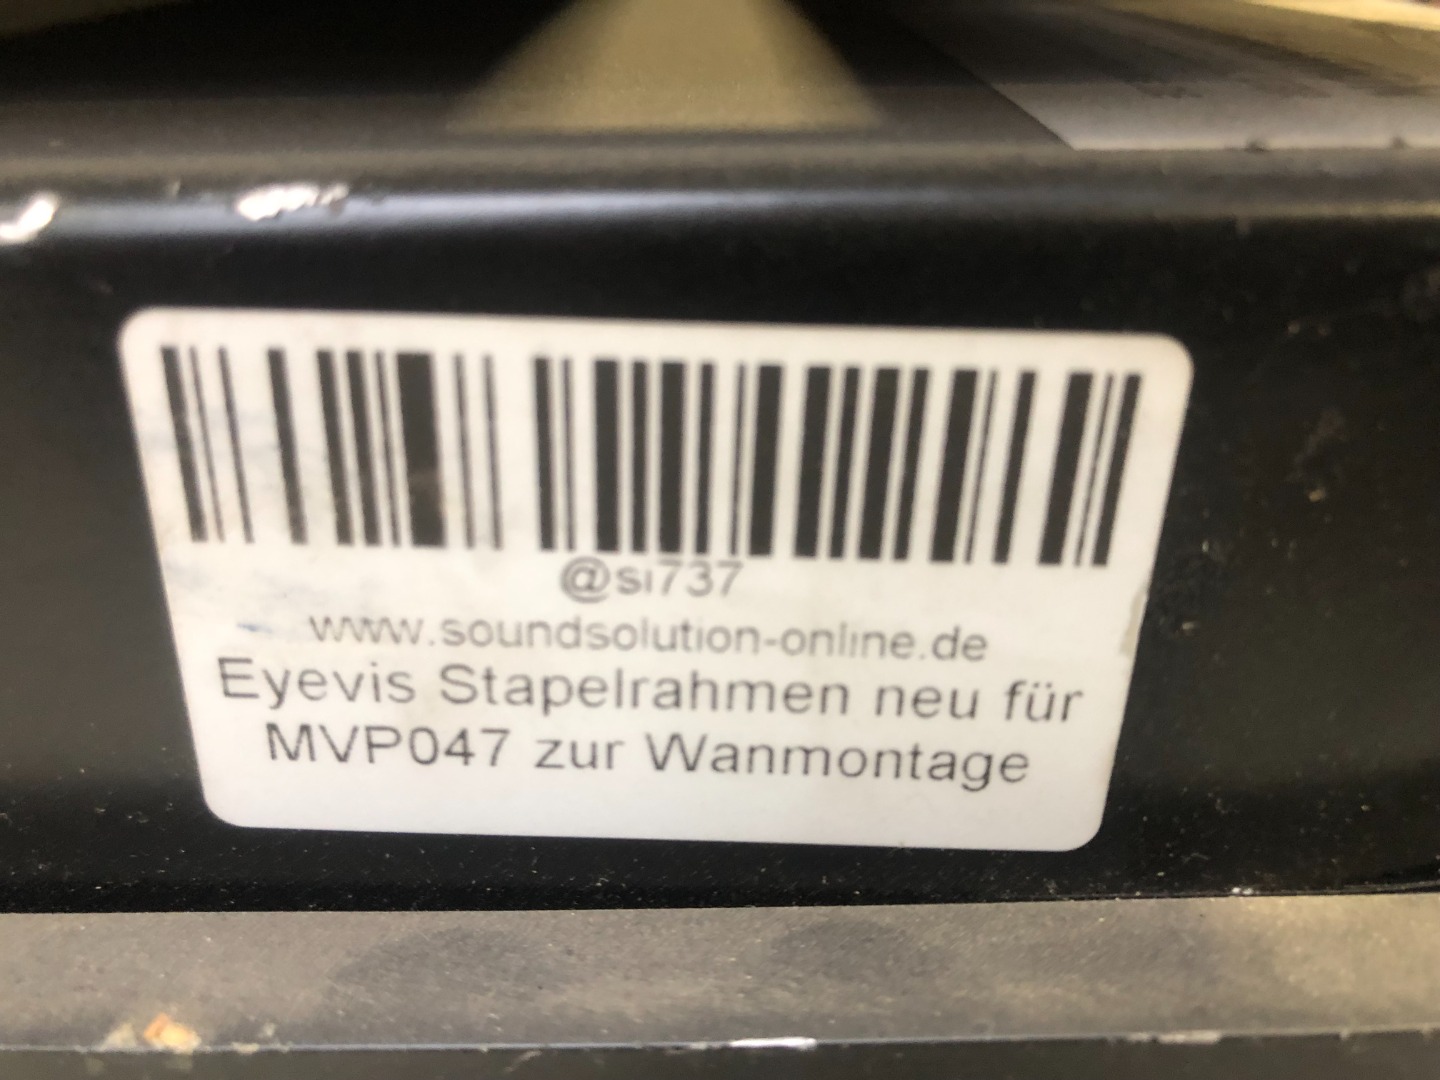 @si737
www.soundsolution-online.de
Eyevis Stapelrahmen neu für
MVP047 zur Wanmontage